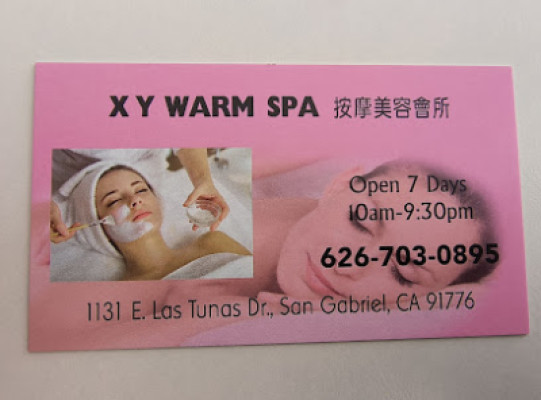 X Y WARM SPA 按摩美容會所
Open 7 Days
10am-9:30pm
626-703-0895
1131 E. Las Tunas Dr., San Gabriel, CA 91776